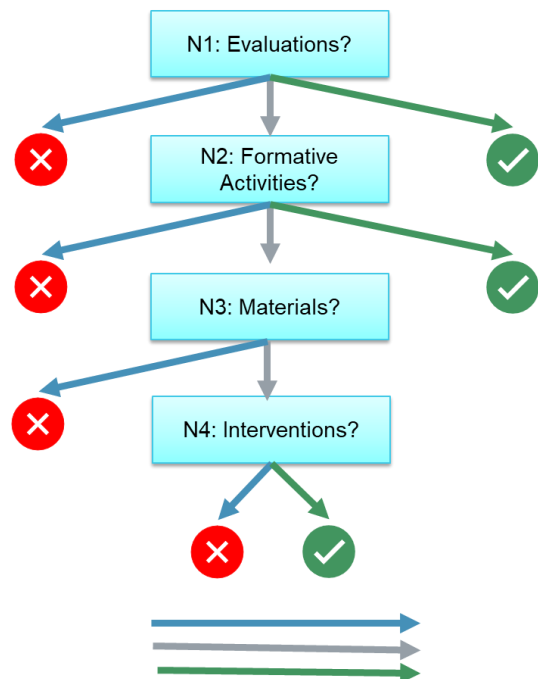 N1: Evaluations?
N2: Formative
Activities?
N3: Materials?
N4: Interventions?